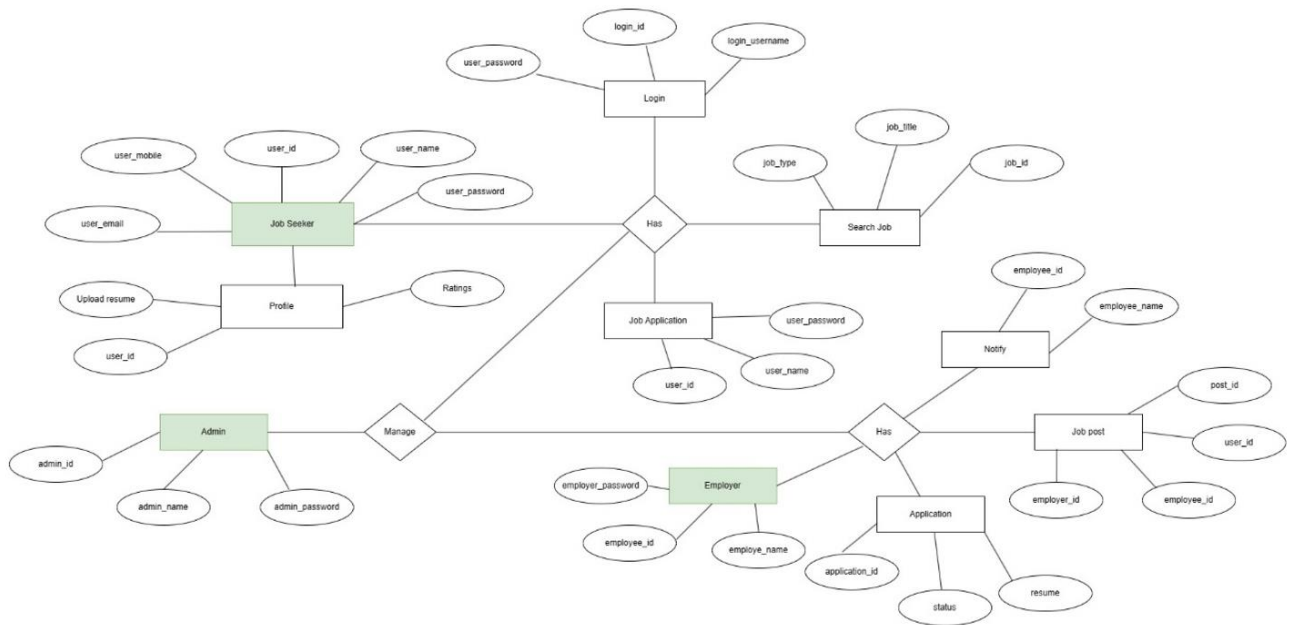 login_id
login_username
user_password
Login
job_title
user_id
user_name
user_mobile
job_type
job_id
user_password
user_email
Job Seeker
Has
Search Job
employee_id
Upload resume
Profile
Ratings
employee_name
Job Application
user_password
Notify
user_id
user_name
user_id
post_id
Admin
Manage
Has
Job post
user_id
admin_id
employer_password
Employer
employer_id
employee_id
admin_name
admin_password
Application
employee_id
employe_name
application_id
resume
status